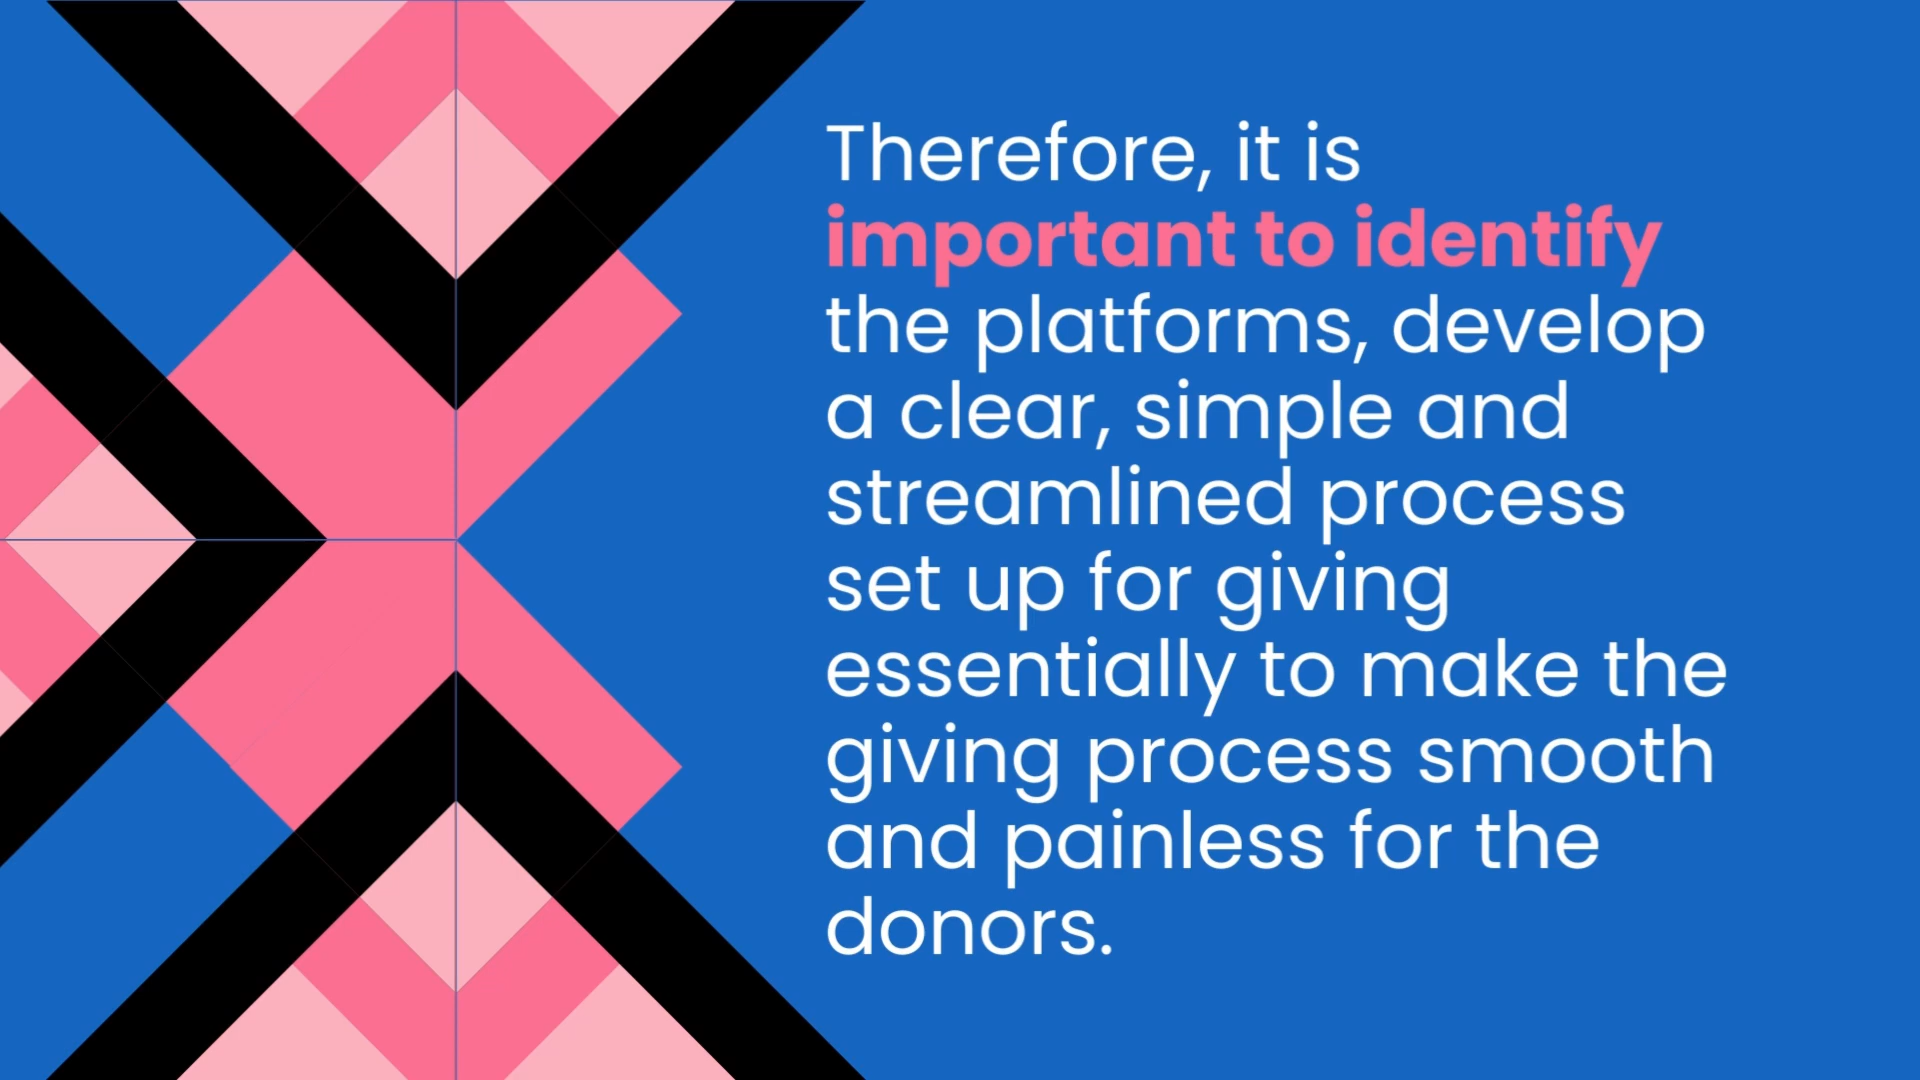 Therefore, it is
important to identify
the platforms, develop
a clear, simple and
streamlined process
set up for giving
essentially to make the
giving process smooth
and painless for the
donors.